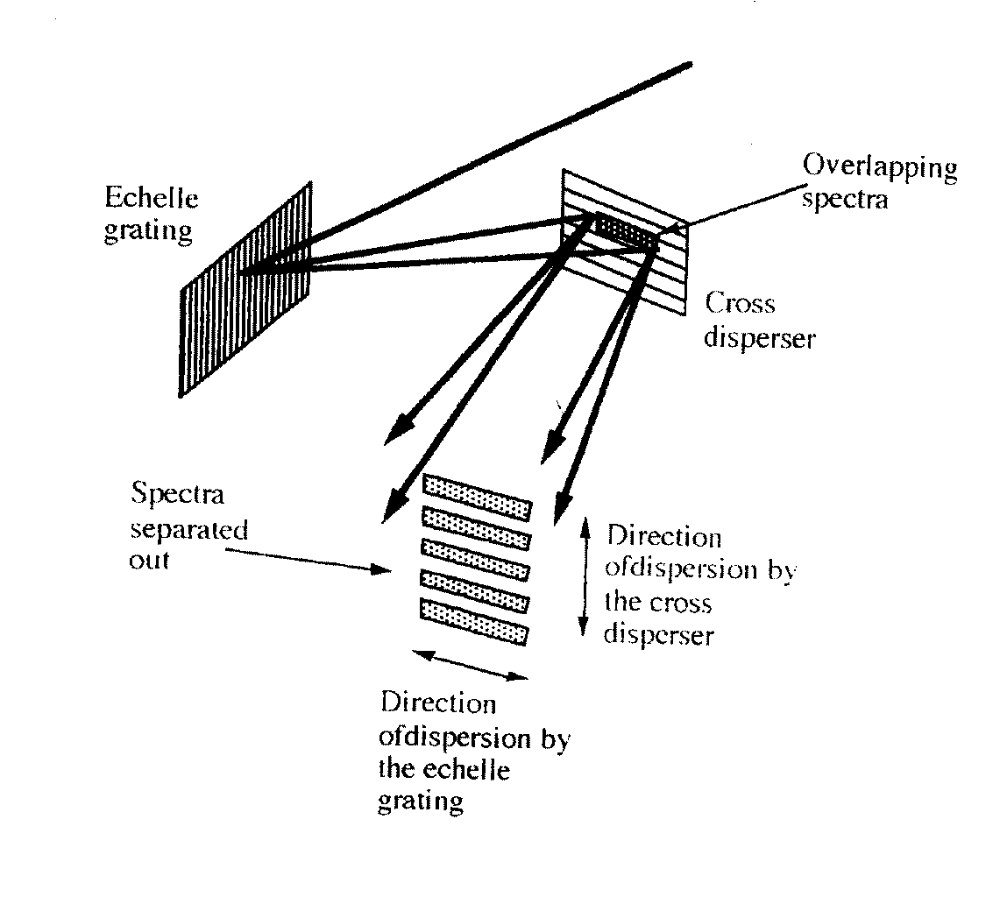 Overlapping
spectra
Echelle
grating
Cross
disperser
Spectra
separated
out
Direction
ofdispersion by
the cross
disperser
Direction
ofdispersion by
the echelle
grating